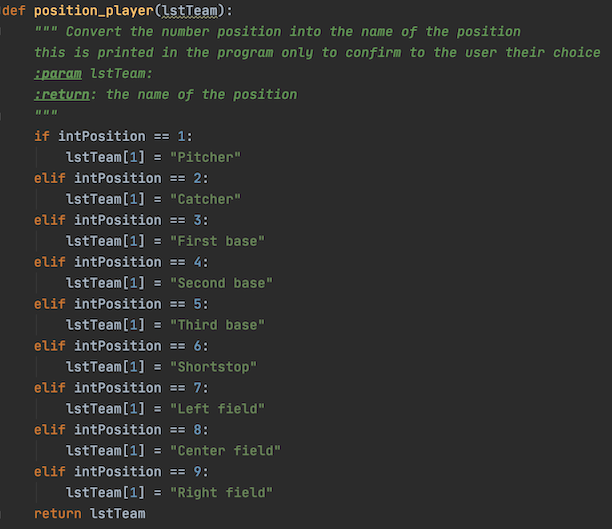 def position_player(lstTeam):
    """ Convert the number position into the name of the position
    this is printed in the program only to confirm to the user their choice
    :param lstTeam:
    :return: the name of the position
    """
    if intPosition == 1:
        lstTeam[1] = "Pitcher"
    elif intPosition == 2:
        lstTeam[1] = "Catcher"
    elif intPosition == 3:
        lstTeam[1] = "First base"
    elif intPosition == 4:
        lstTeam[1] = "Second base"
    elif intPosition == 5:
        lstTeam[1] = "Third base"
    elif intPosition == 6:
        lstTeam[1] = "Shortstop"
    elif intPosition == 7:
        lstTeam[1] = "Left field"
    elif intPosition == 8:
        lstTeam[1] = "Center field"
    elif intPosition == 9:
        lstTeam[1] = "Right field"
    return lstTeam